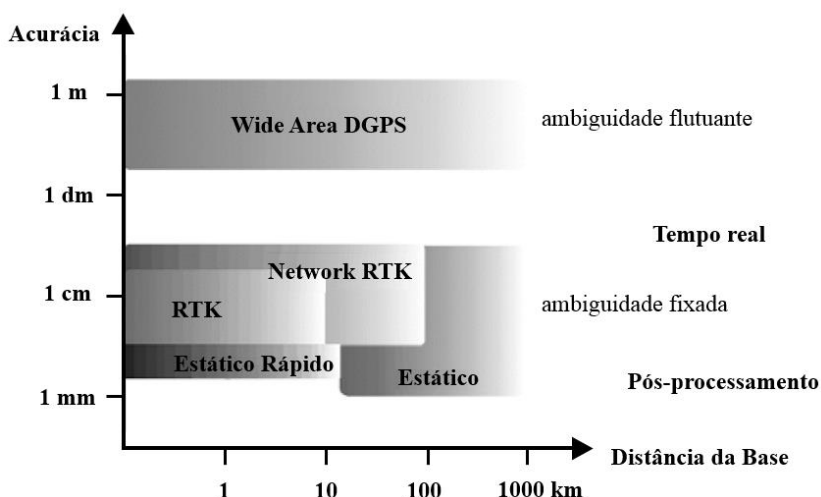 Acurácia
1 m
Wide Area DGPS
ambiguidade flutuante
1 dm
Tempo real
Network RTK
1 cm
RTK
ambiguidade fixada
Estático Rápido
Estático
Pós-processamento
1 mm
Distância da Base
1 10 100 1000 km